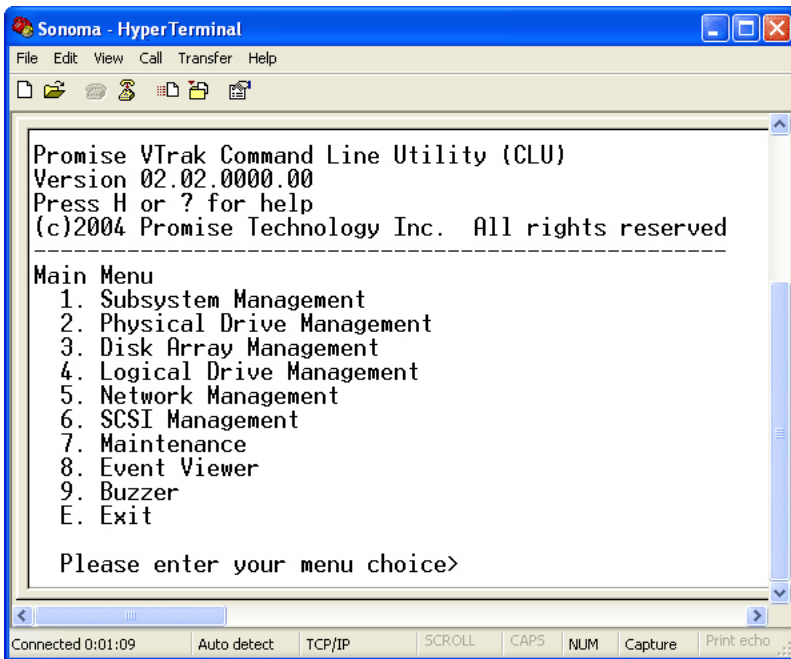 Sonoma - HyperTerminal
File Edit View Call Transfer Help
Promise VTrak Command Line Utility (CLU)
Version 02.02.0000.00
Press H or ? for help
(c)2004 Promise Technology Inc.  All rights reserved
----------------------------------------------------
Main Menu
1. Subsystem Management
2. Physical Drive Management
3. Disk Array Management
4. Logical Drive Management
5. Network Management
6. SCSI Management
7. Maintenance
8. Event Viewer
9. Buzzer
E. Exit
Please enter your menu choice>
Connected 0:01:09 Auto detect TCP/IP SCROLL CAPS NUM Capture Print echo